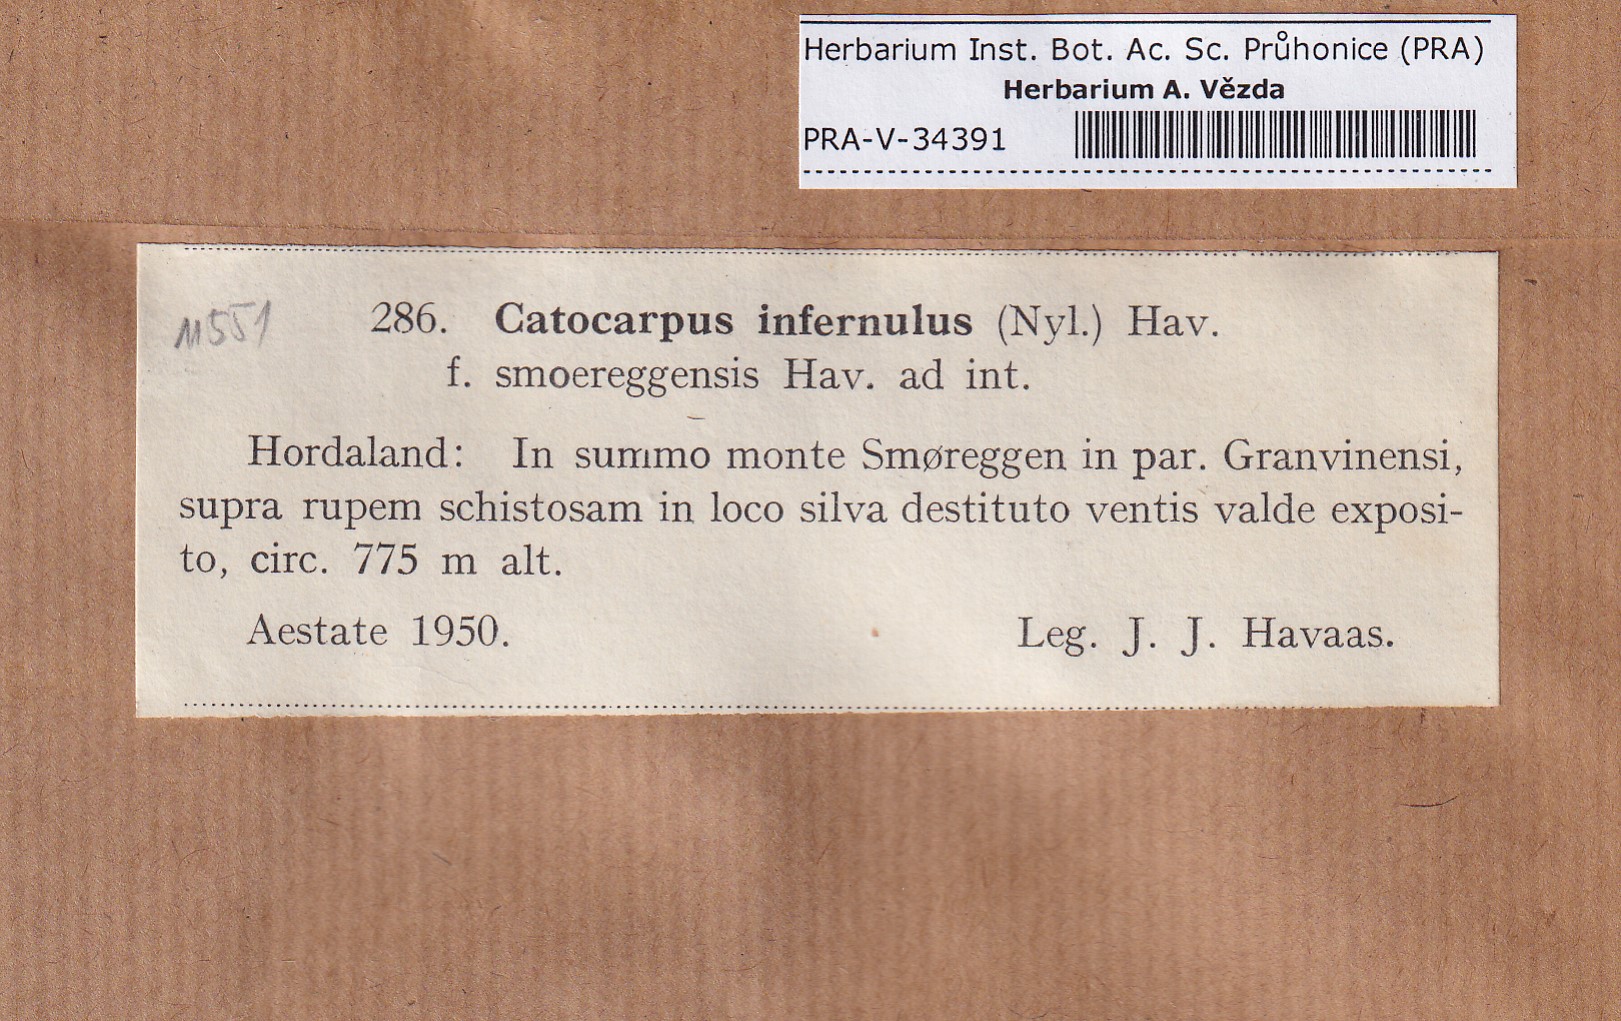 Herbarium Inst. Bot. Ac. Sc. Průhonice (PRA)
Herbarium A. Vězda
PRA-V-34391
11551
286. Catocarpus infernulus (Nyl.) Hav.
f. smoereggensis Hav. ad int.
Hordaland: In summo monte Smøreggen in par. Granvinensi,
supra rupem schistosam in loco silva destituto ventis valde exposi-
to, circ. 775 m alt.
Aestate 1950.
Leg. J. J. Havaas.